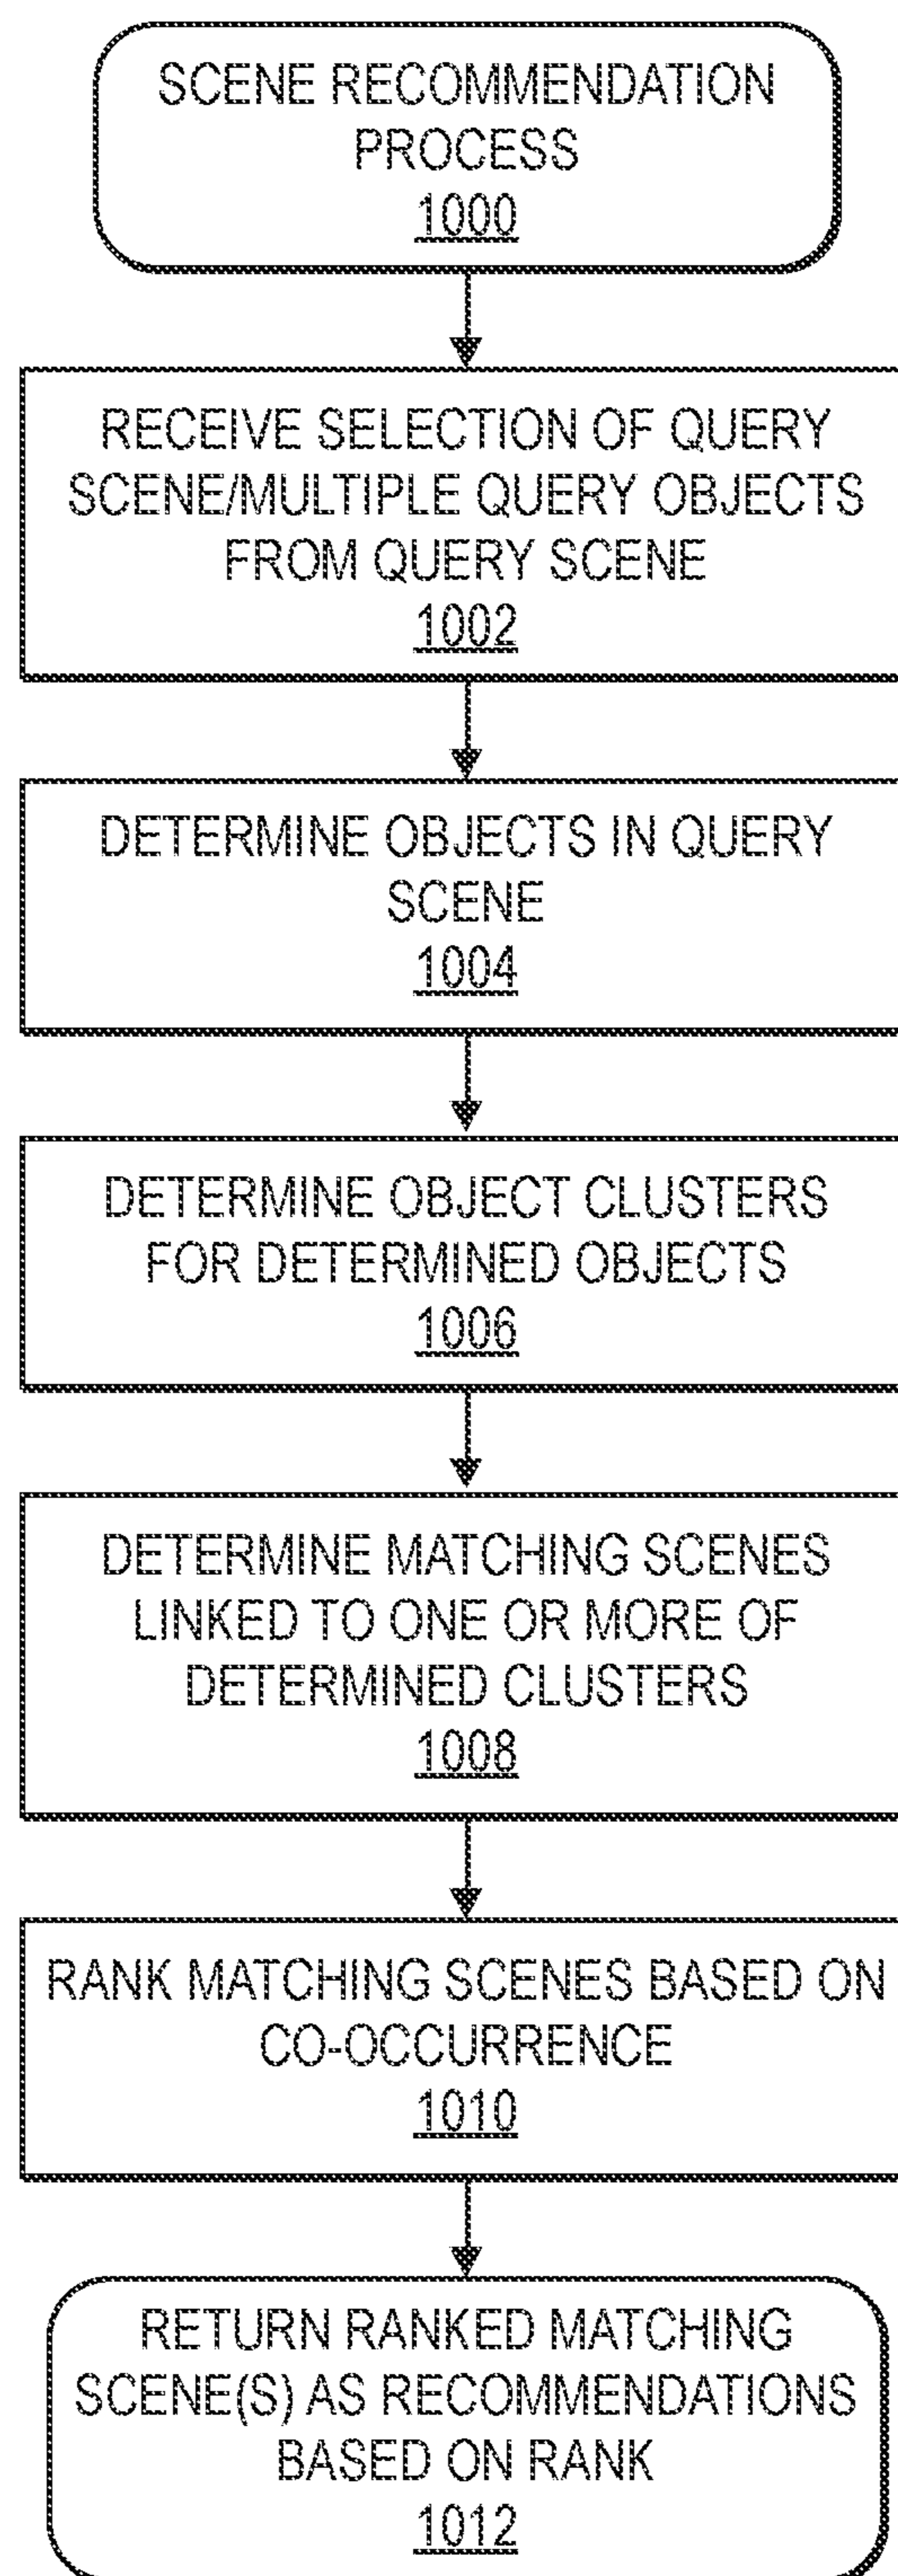 SCENE RECOMMENDATION
PROCESS
1000
RECEIVE SELECTION OF QUERY
SCENE/MULTIPLE QUERY OBJECTS
FROM QUERY SCENE
1002
DETERMINE OBJECTS IN QUERY
SCENE
1004
DETERMINE OBJECT CLUSTERS
FOR DETERMINED OBJECTS
1006
DETERMINE MATCHING SCENES
LINKED TO ONE OR MORE OF
DETERMINED CLUSTERS
1008
RANK MATCHING SCENES BASED ON
CO-OCCURRENCE
1010
RETURN RANKED MATCHING
SCENE(S) AS RECOMMENDATIONS
BASED ON RANK
1012